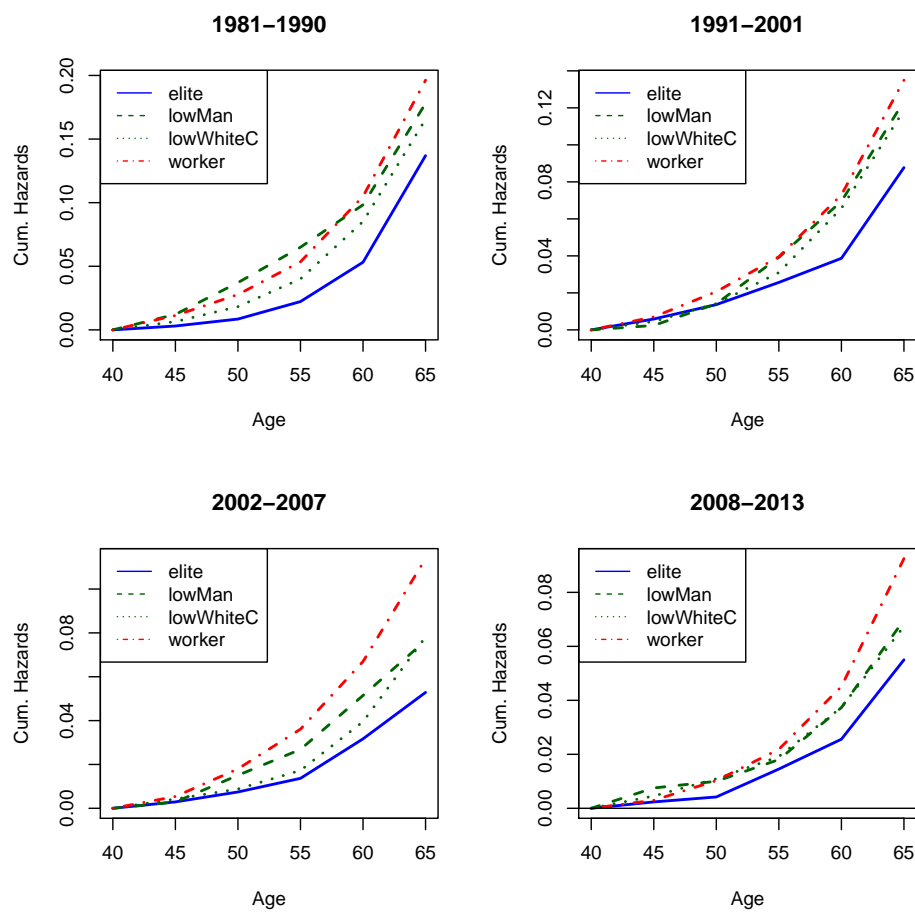 1981−1990
elite
lowMan
lowWhiteC
worker
Cum. Hazards
0.00 0.05 0.10 0.15 0.20
40 45 50 55 60 65
Age
1991−2001
elite
lowMan
lowWhiteC
worker
Cum. Hazards
0.00 0.04 0.08 0.12
40 45 50 55 60 65
Age
2002−2007
elite
lowMan
lowWhiteC
worker
Cum. Hazards
0.00 0.04 0.08
40 45 50 55 60 65
Age
2008−2013
elite
lowMan
lowWhiteC
worker
Cum. Hazards
0.00 0.02 0.04 0.06 0.08
40 45 50 55 60 65
Age